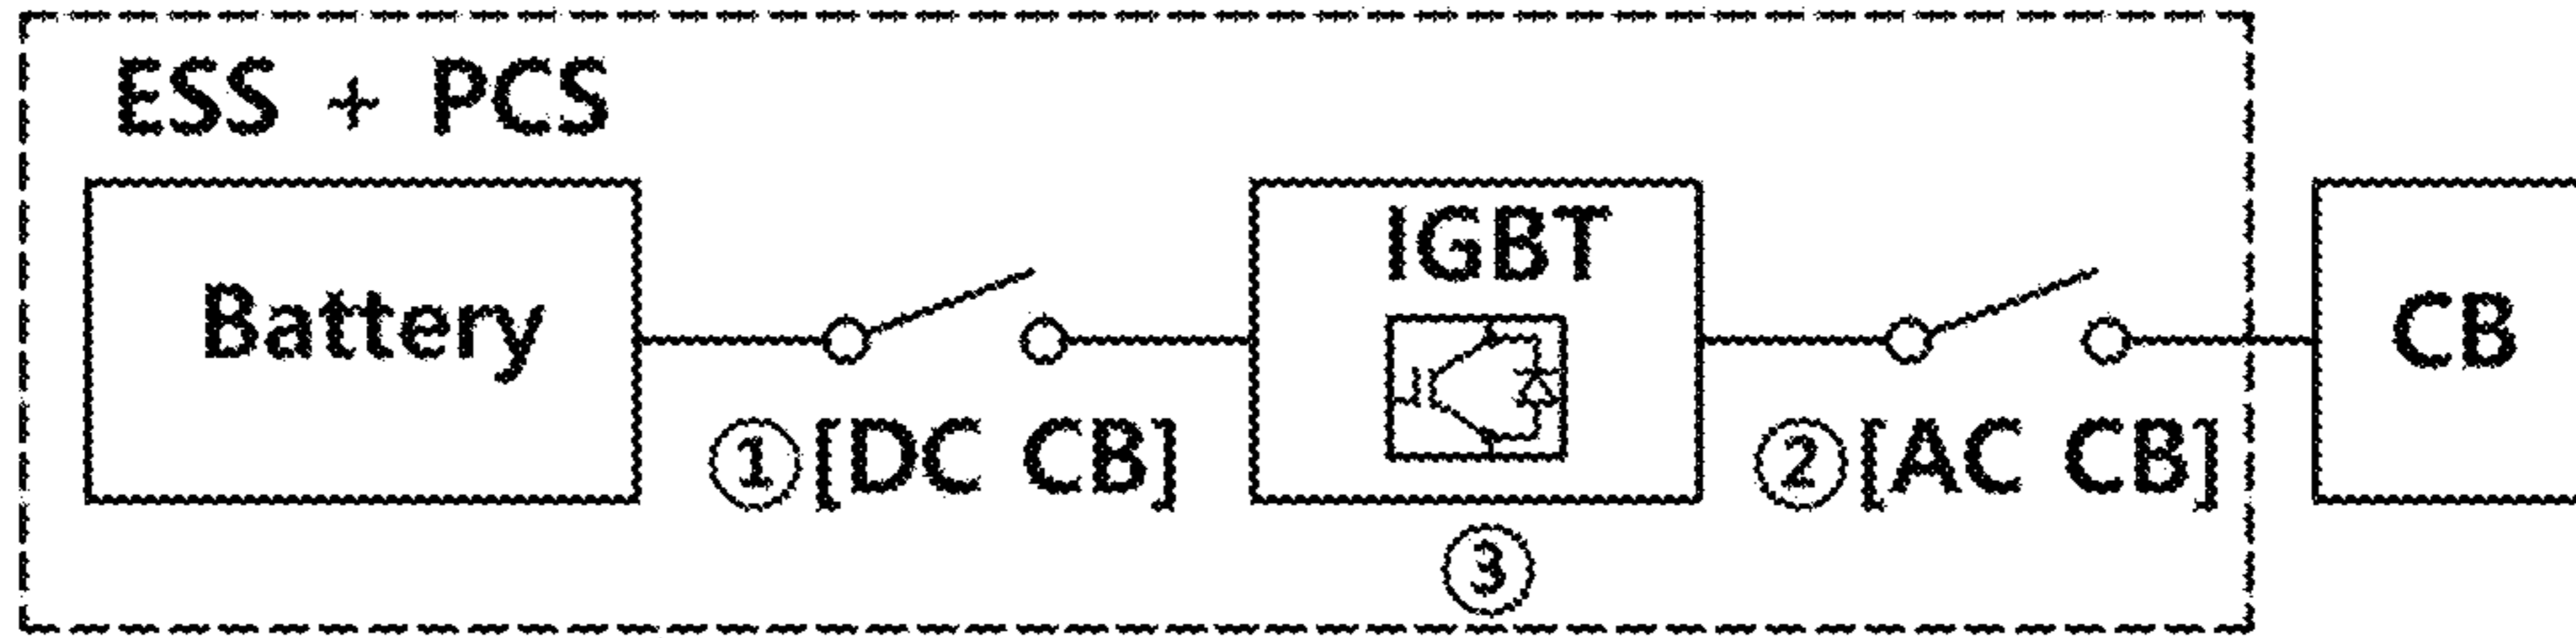 ESS + PCS
Battery
①[DC CB]
IGBT
③
②[AC CB]
CB